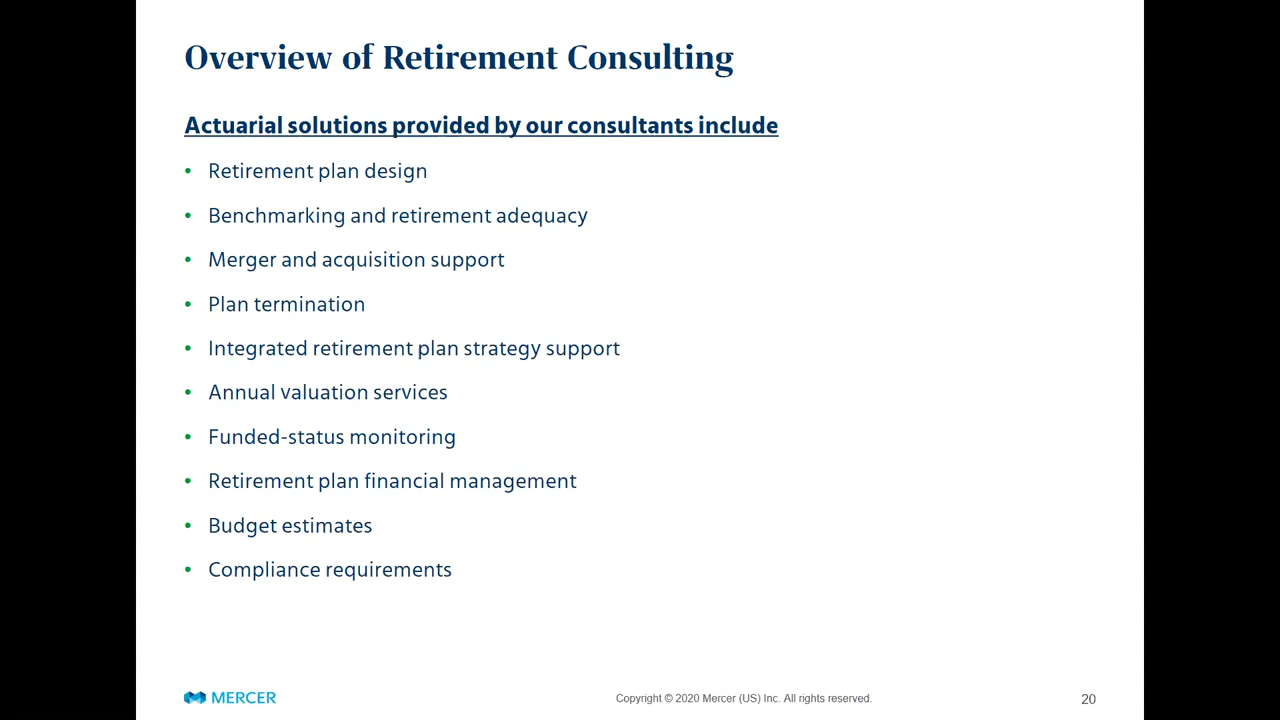 Overview of Retirement Consulting
Actuarial solutions provided by our consultants include
• Retirement plan design
• Benchmarking and retirement adequacy
• Merger and acquisition support
• Plan termination
• Integrated retirement plan strategy support
• Annual valuation services
• Funded-status monitoring
• Retirement plan financial management
• Budget estimates
• Compliance requirements
MERCER
Copyright © 2020 Mercer (US) Inc. All rights reserved.
20